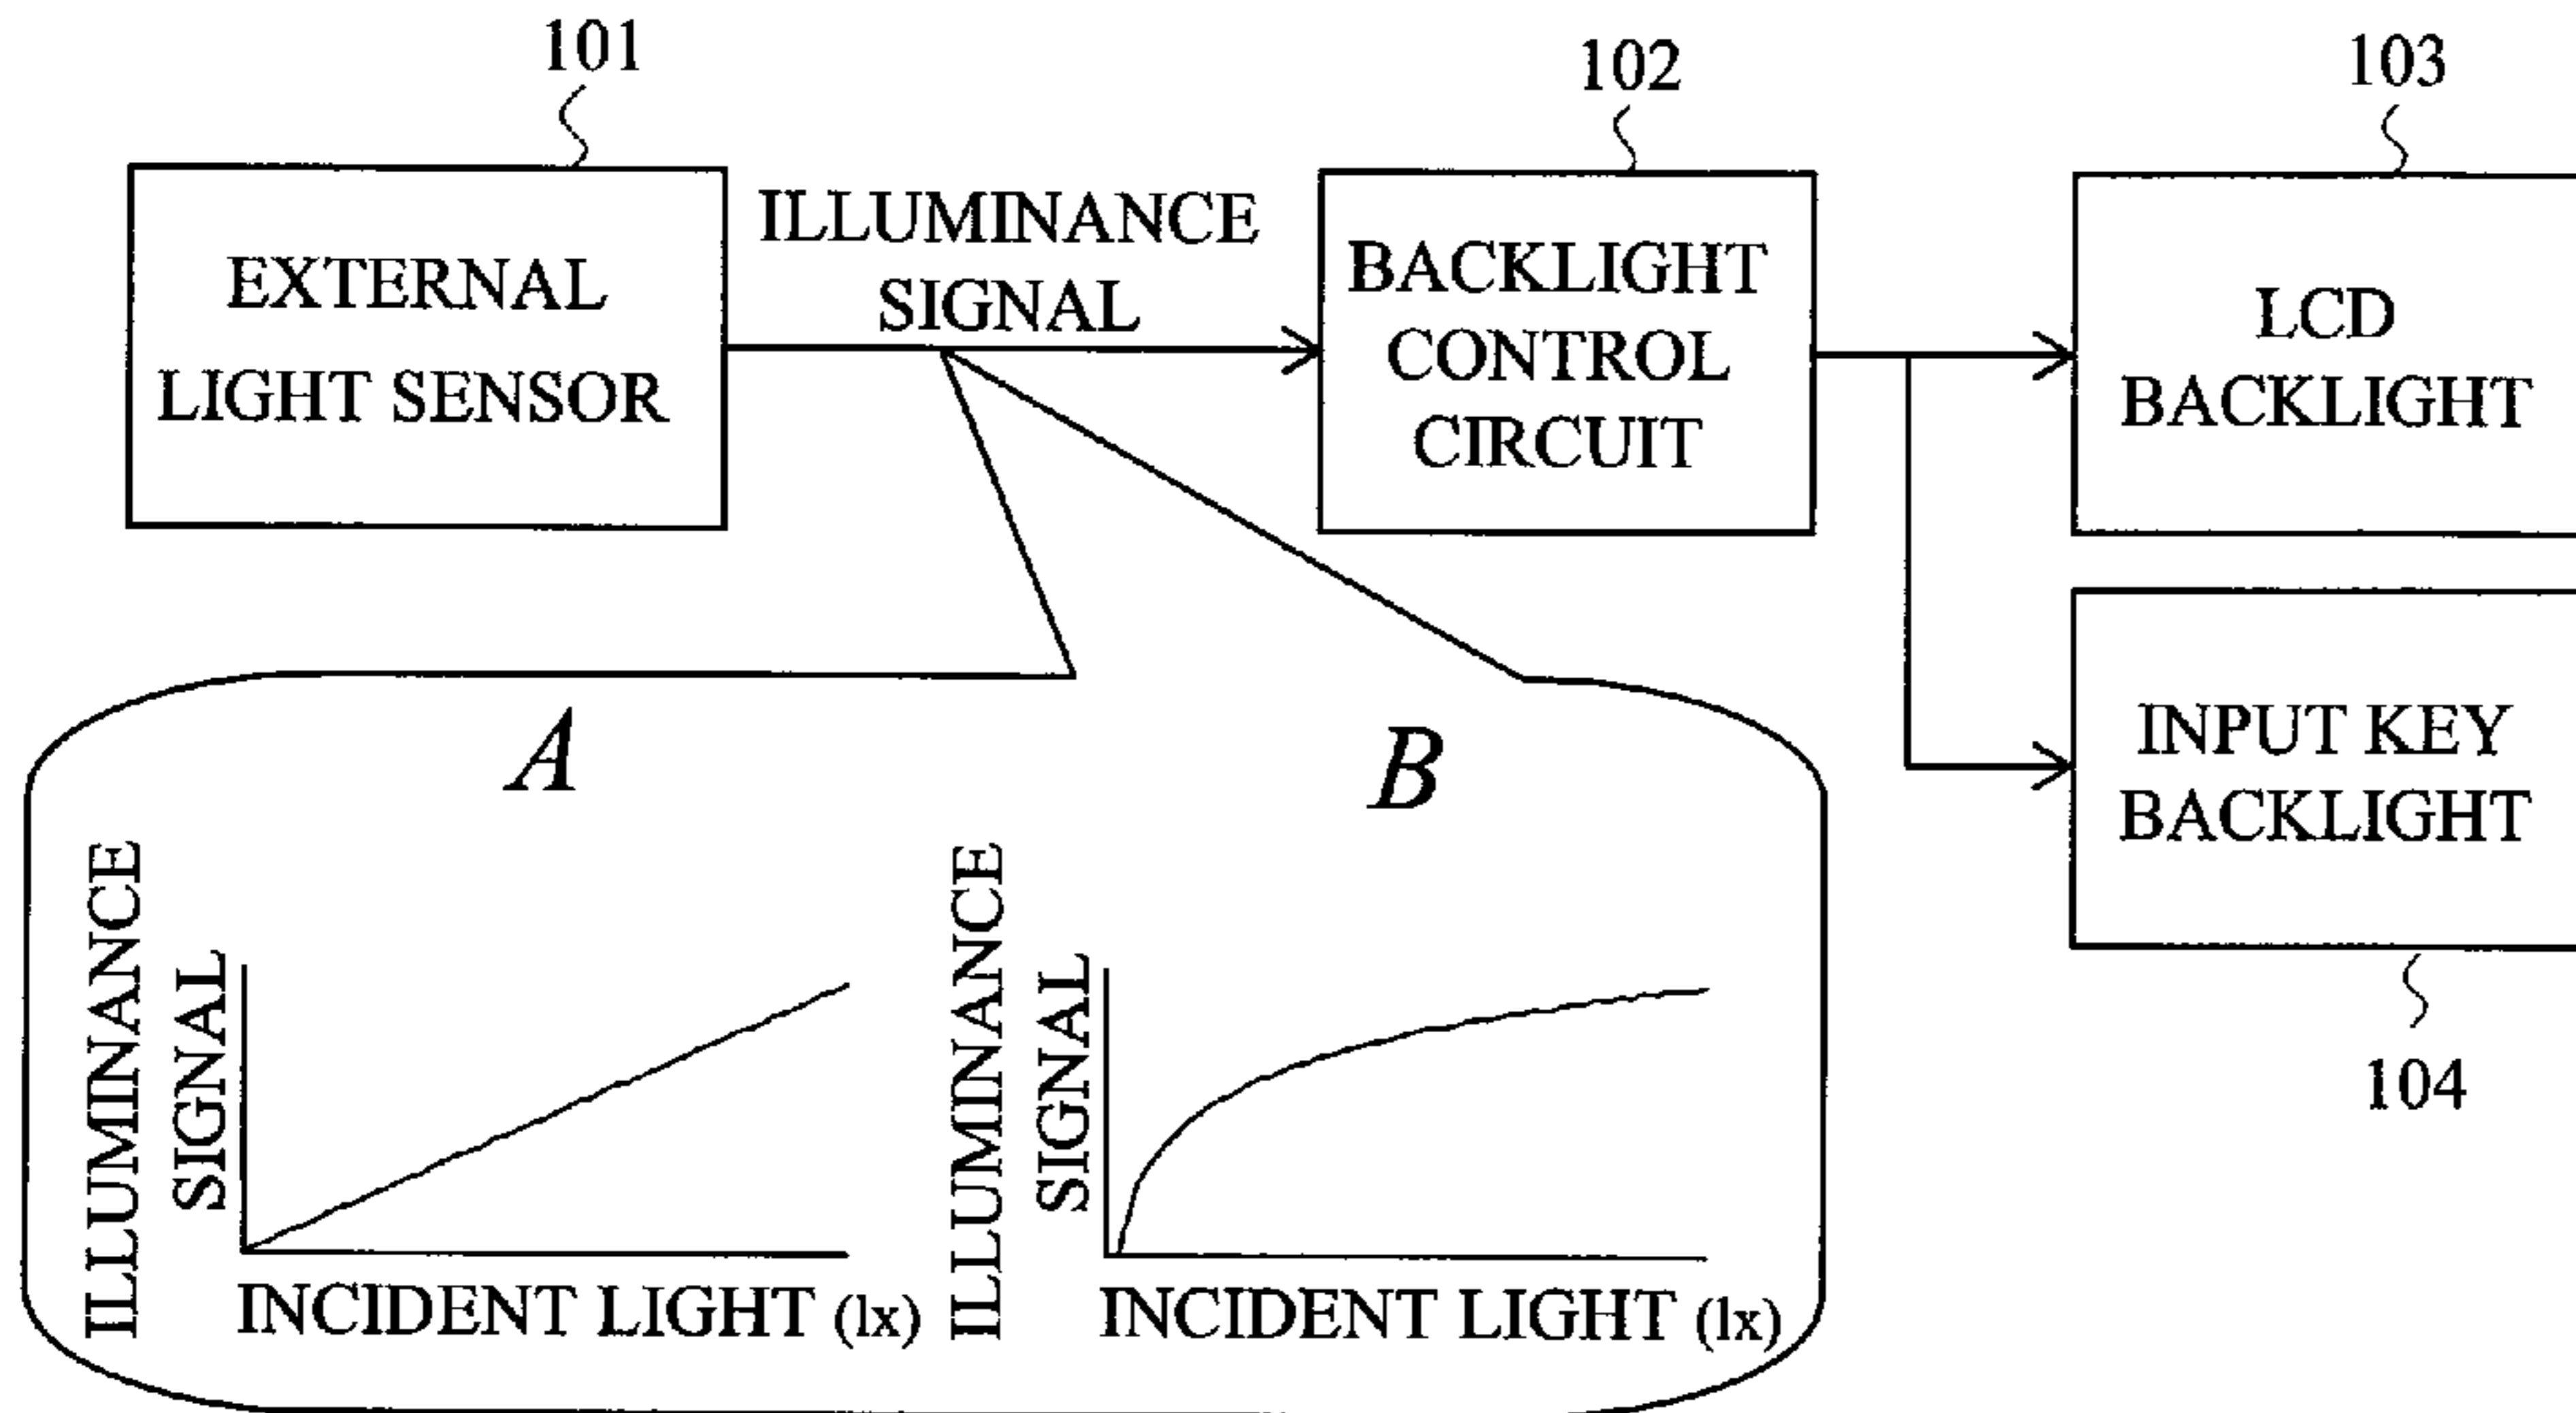 101
102
103
EXTERNAL
LIGHT SENSOR
ILLUMINANCE
SIGNAL
BACKLIGHT
CONTROL
CIRCUIT
LCD
BACKLIGHT
INPUT KEY
BACKLIGHT
104
A
B
ILLUMINANCE
SIGNAL
INCIDENT LIGHT (lx)
ILLUMINANCE
SIGNAL
INCIDENT LIGHT (lx)